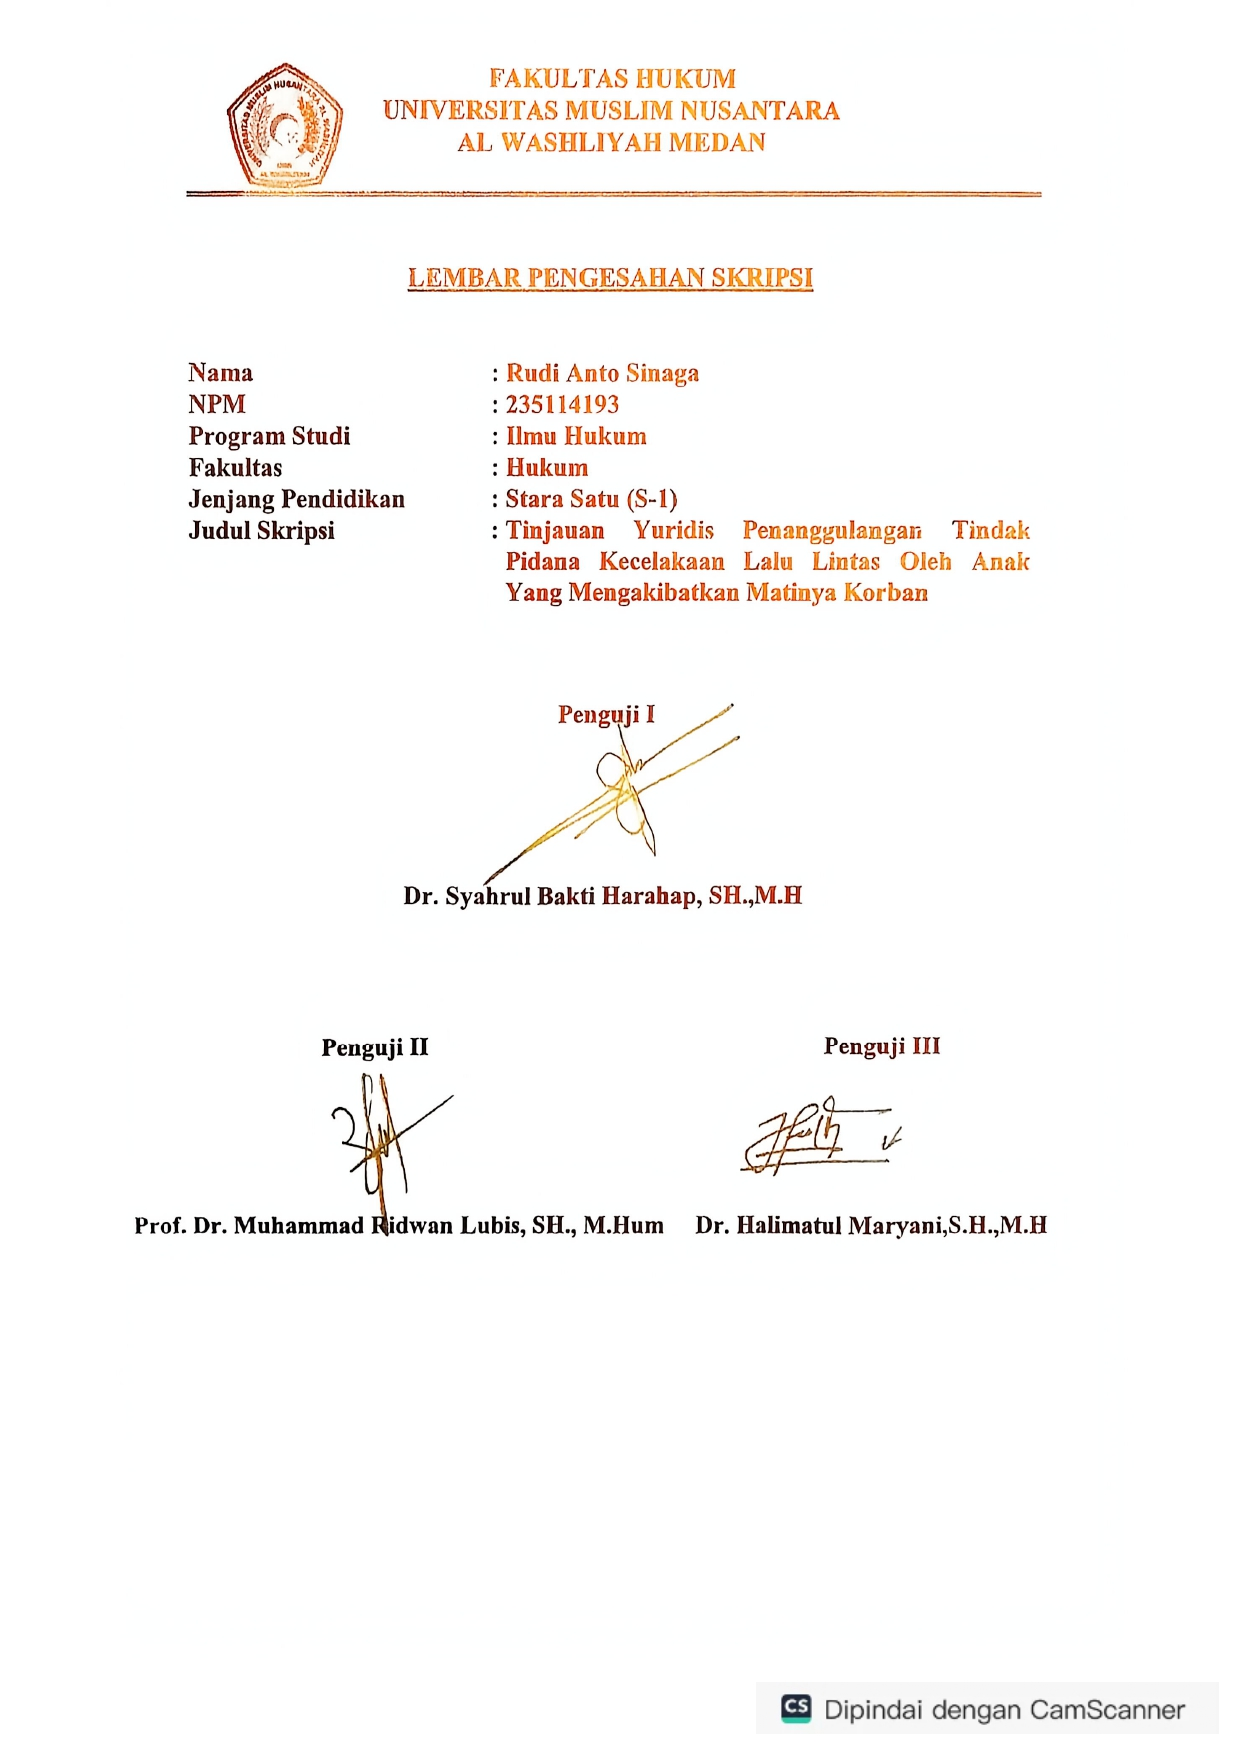 FAKULTAS HUKUM
UNIVERSITAS MUSLIM NUSANTARA
AL WASHLIYAH MEDAN
LEMBAR PENGESAHAN SKRIPSI
Nama : Rudi Anto Sinaga
NPM : 235114193
Program Studi : Ilmu Hukum
Fakultas : Hukum
Jenjang Pendidikan : Stara Satu (S-1)
Judul Skripsi : Tinjauan Yuridis Penanggulangan Tindak
Pidana Kecelakaan Lalu Lintas Oleh Anak
Yang Mengakibatkan Matinya Korban
Penguji I
Dr. Syahrul Bakti Harahap, SH.,M.H
Penguji II Penguji III
Prof. Dr. Muhammad Ridwan Lubis, SH., M.Hum Dr. Halimatul Maryani,S.H.,M.H
CS Dipindai dengan CamScanner